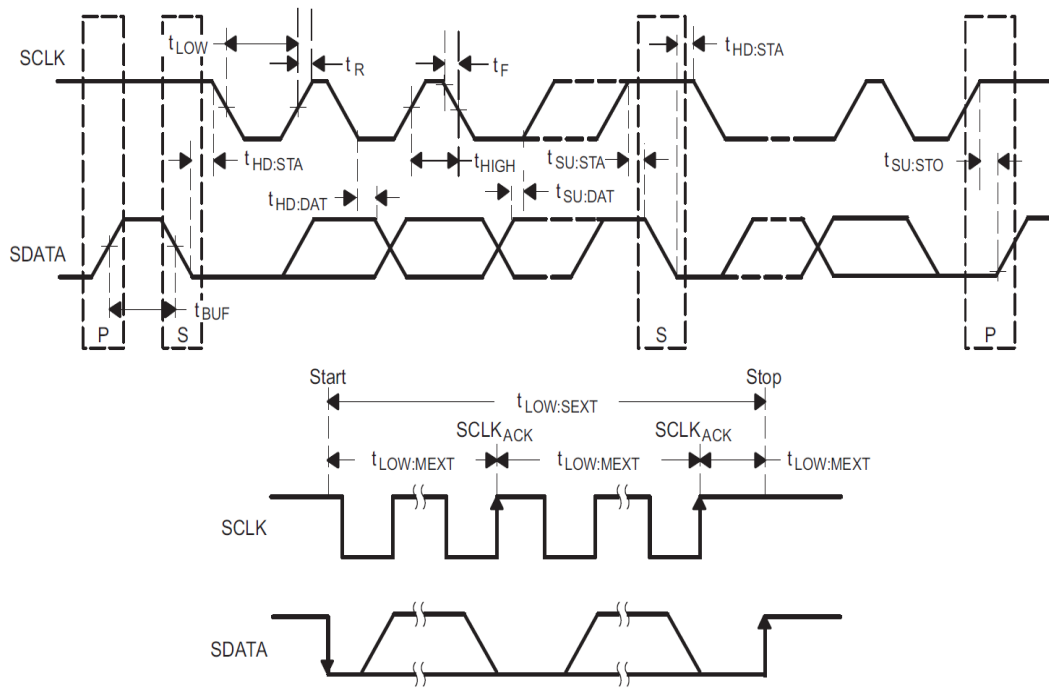 tLOW
tHD:STA
SCLK
tR
tF
tHD:STA
tHIGH
tSU:STA
tSU:STO
tHD:DAT
tSU:DAT
SDATA
tBUF
P
S
S
P
Start
Stop
tLOW:SEXT
SCLKACK
SCLKACK
tLOW:MEXT
tLOW:MEXT
tLOW:MEXT
SCLK
SDATA